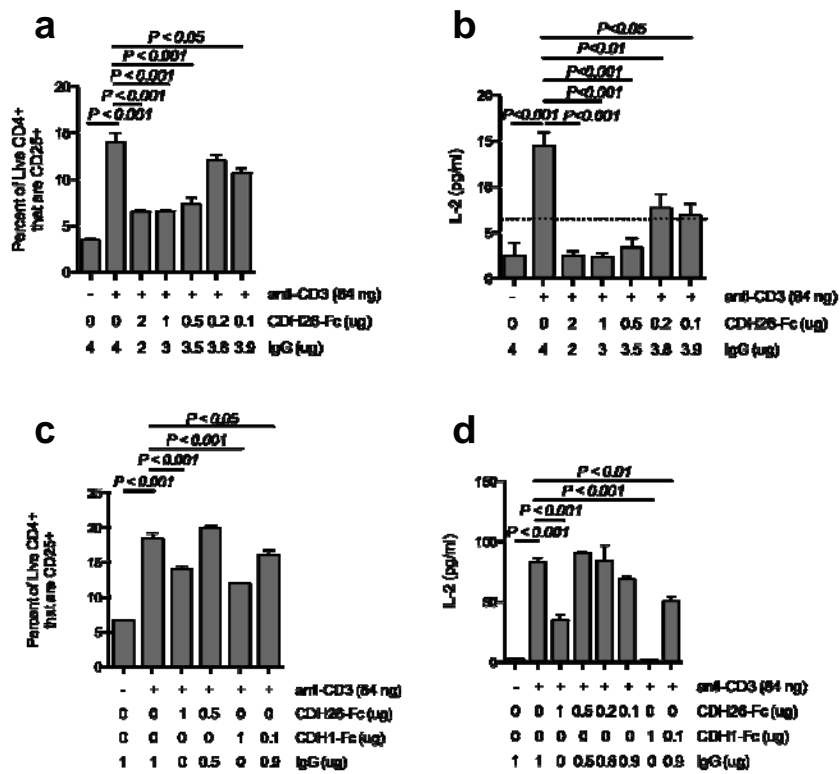 a
P < 0.05
P < 0.001
P < 0.001
P < 0.001
P < 0.001
Percent of Live CD4+
that are CD25+
20
15
10
5
0
- + + + + + + anti-CD3 (64 ng)
0 0 2 1 0.5 0.2 0.1 CDH26-Fc (ug)
4 4 2 3 3.5 3.8 3.9 IgG (ug)
b
P<0.05
P<0.01
P<0.001
P<0.001
P<0.001 P<0.001
IL-2 (pg/ml)
20
15
10
5
0
- + + + + + + anti-CD3 (64 ng)
0 0 2 1 0.5 0.2 0.1 CDH26-Fc (ug)
4 4 2 3 3.5 3.8 3.9 IgG (ug)
c
P < 0.05
P < 0.001
P < 0.001
P < 0.001
Percent of Live CD4+
that are CD25+
25
20
15
10
5
0
- + + + + + anti-CD3 (64 ng)
0 0 1 0.5 0 0 CDH26-Fc (ug)
0 0 0 0 1 0.1 CDH1-Fc (ug)
1 1 0 0.5 0 0.9 IgG (ug)
d
P < 0.01
P < 0.001
P < 0.001
P < 0.001
IL-2 (pg/ml)
150
100
50
0
- + + + + + + + anti-CD3 (64 ng)
0 0 1 0.5 0.2 0.1 0 0 CDH26-Fc (ug)
0 0 0 0 0 0 1 0.1 CDH1-Fc (ug)
1 1 0 0.5 0.8 0.9 0 0.9 IgG (ug)